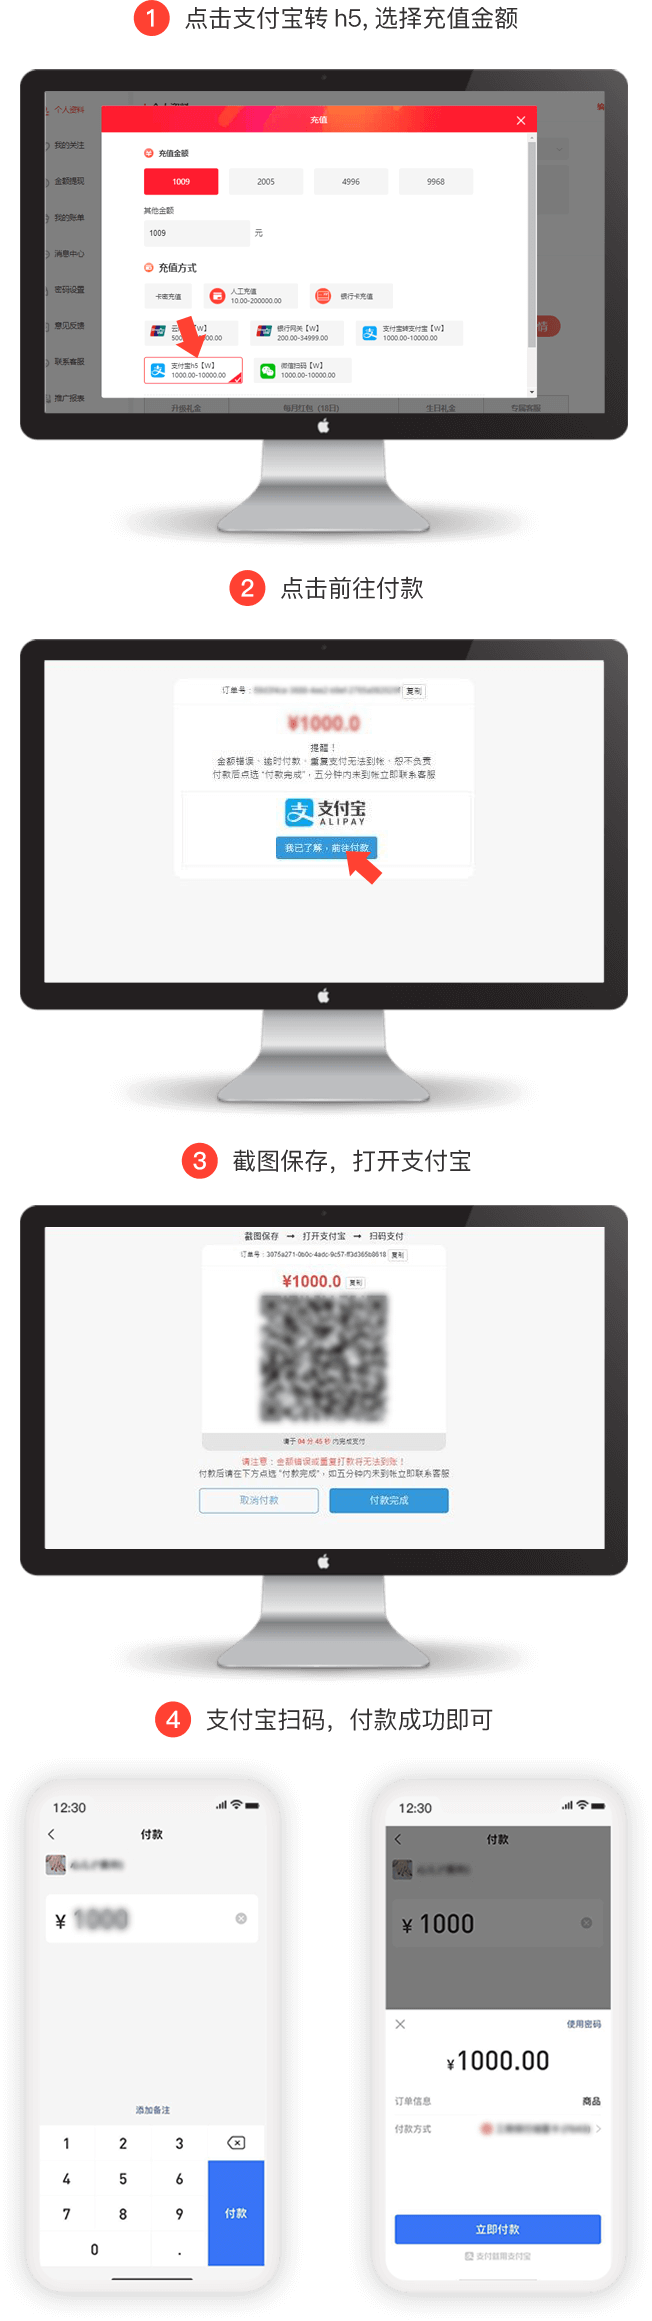 1 点击支付宝转 h5, 选择充值金额
个人资料
我的关注
金额提现
我的账单
消息中心
密码设置
意见反馈
联系客服
推广报表
充值
充值金额
1009 2005 4996 9968
其他金额
1009 元
充值方式
卡密充值
人工充值
10.00-200000.00
银行卡充值
银行网关【W】
200.00-34999.00
支付宝转支付宝【W】
1000.00-10000.00
支付宝h5【W】
1000.00-10000.00
微信扫码【W】
1000.00-10000.00
升级礼金 每月红包 (18日) 生日礼金 专属客服
2 点击前往付款
订单号：
复制
¥1000.0
提醒！
金额错误、逾时付款、重复支付无法到帐、恕不负责
付款后点选 "付款完成"，五分钟内未到帐立即联系客服
支付宝
ALIPAY
我已了解，前往付款
3 截图保存，打开支付宝
截图保存 → 打开支付宝 → 扫码支付
订单号：3975a271-0b0c-4adc-9c57-ff3d365b8618 复制
¥1000.0 复制
请于 04 分 45 秒 内完成支付
请注意：金额错误或重复打款将无法到账！
付款后请在下方点选 "付款完成"，如五分钟内未到帐立即联系客服
取消付款 付款完成
4 支付宝扫码，付款成功即可
12:30
付款
¥ 1000
添加备注
1 2 3
4 5 6
7 8 9
0 .
付款
12:30
付款
¥ 1000
使用密码
¥1000.00
订单信息 商品
付款方式
立即付款
支付就用支付宝